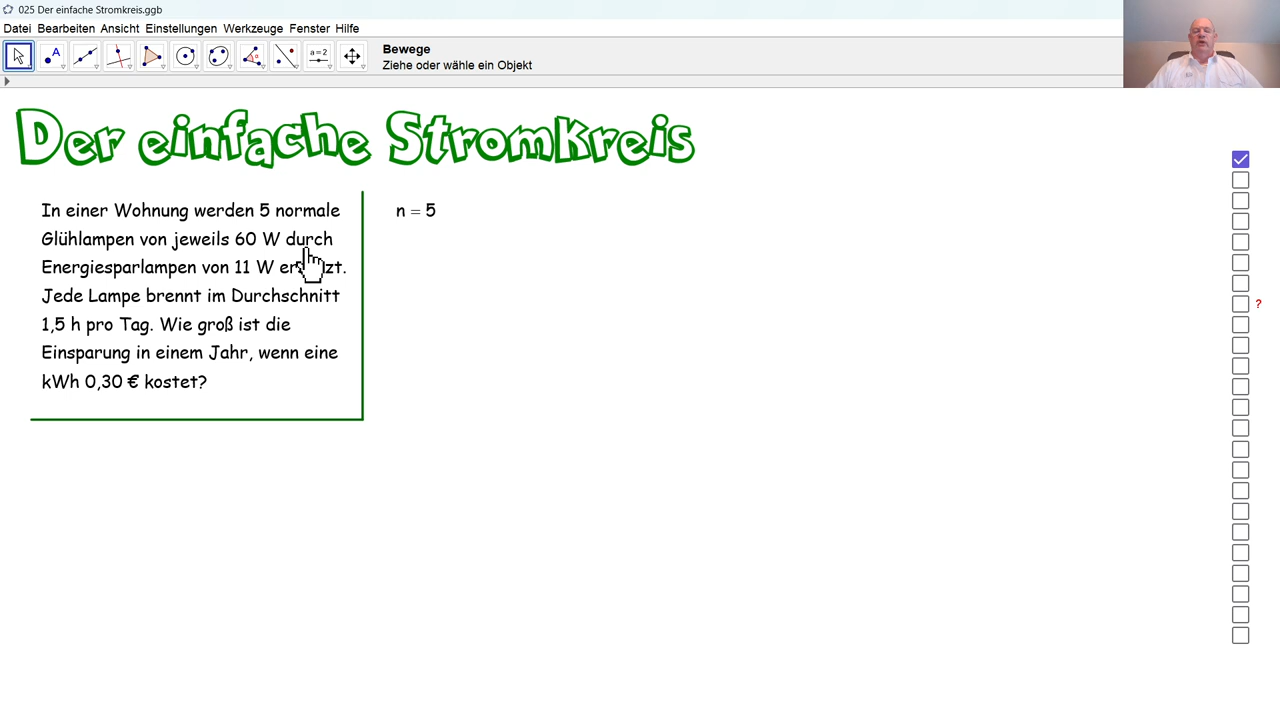 025 Der einfache Stromkreis.ggb
Datei Bearbeiten Ansicht Einstellungen Werkzeuge Fenster Hilfe
A
a=2
Bewege
Ziehe oder wähle ein Objekt
Der einfache Stromkreis
In einer Wohnung werden 5 normale
Glühlampen von jeweils 60 W durch
Energiesparlampen von 11 W
Jede Lampe brennt im Durchschnitt
1,5 h pro Tag. Wie groß ist die
Einsparung in einem Jahr, wenn eine
kWh 0,30 € kostet?
n = 5
?